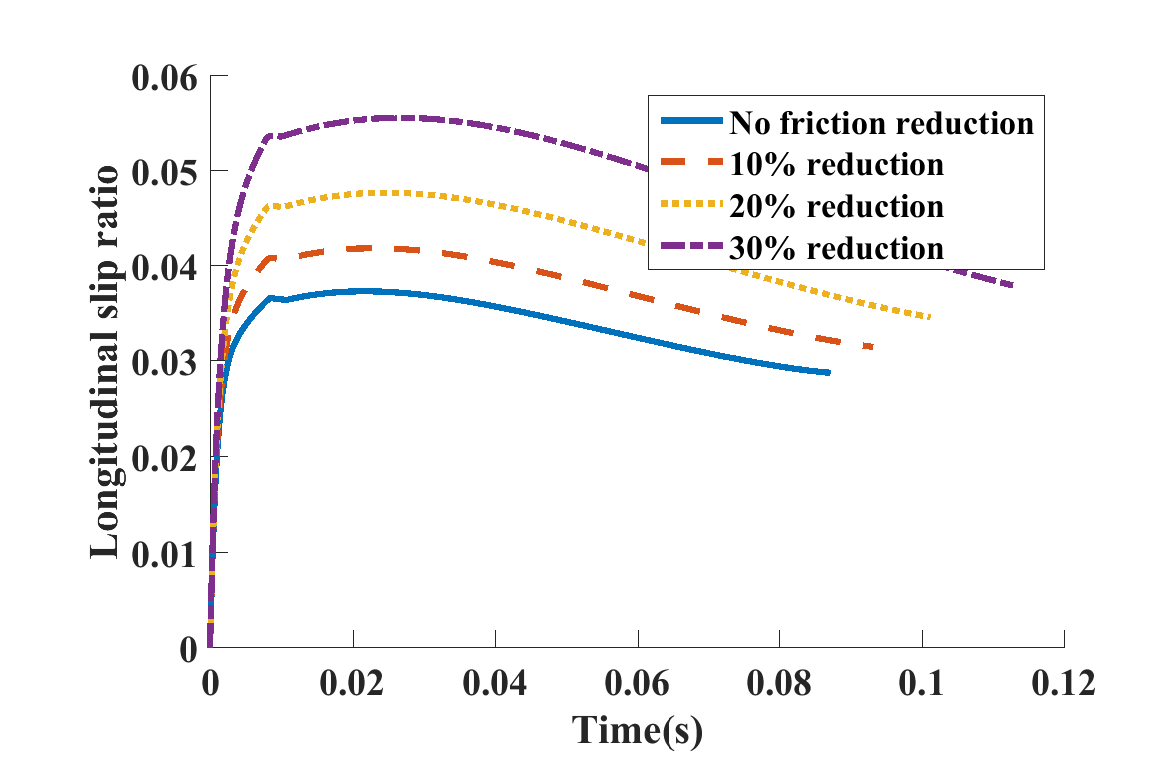 0.06
0.05
0.04
0.03
0.02
0.01
0
Longitudinal slip ratio
No friction reduction
10% reduction
20% reduction
30% reduction
0
0.02
0.04
0.06
0.08
0.1
0.12
Time(s)